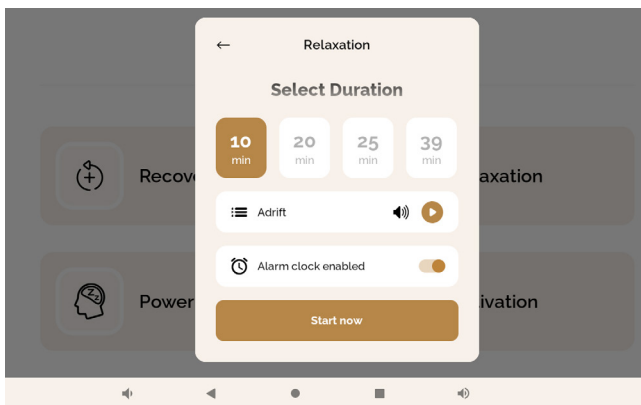 Relaxation
Select Duration
10 20 25 39
min min min min
Recov
axation
Adrift
Alarm clock enabled
Power
ivation
Start now